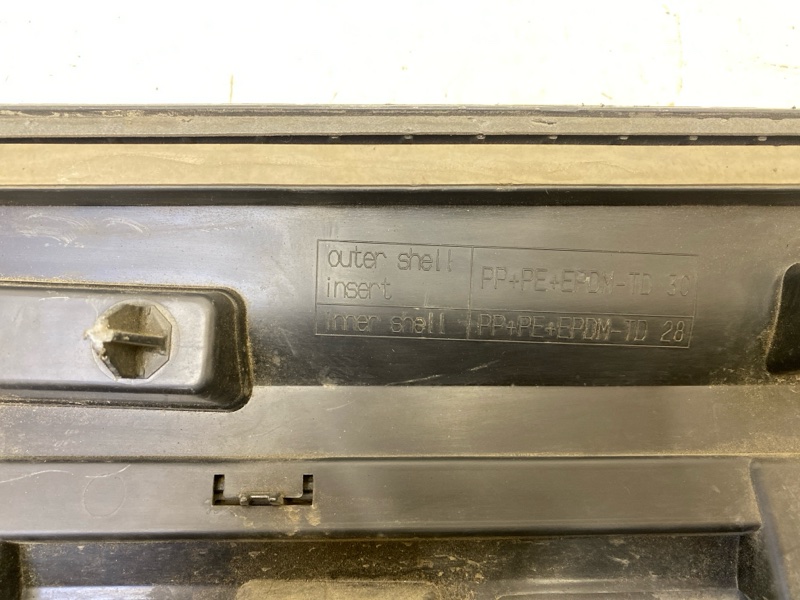 outer shell PP+PE+EPDM-TD 30
insert
inner shell PP+PE+EPDM-TD 28